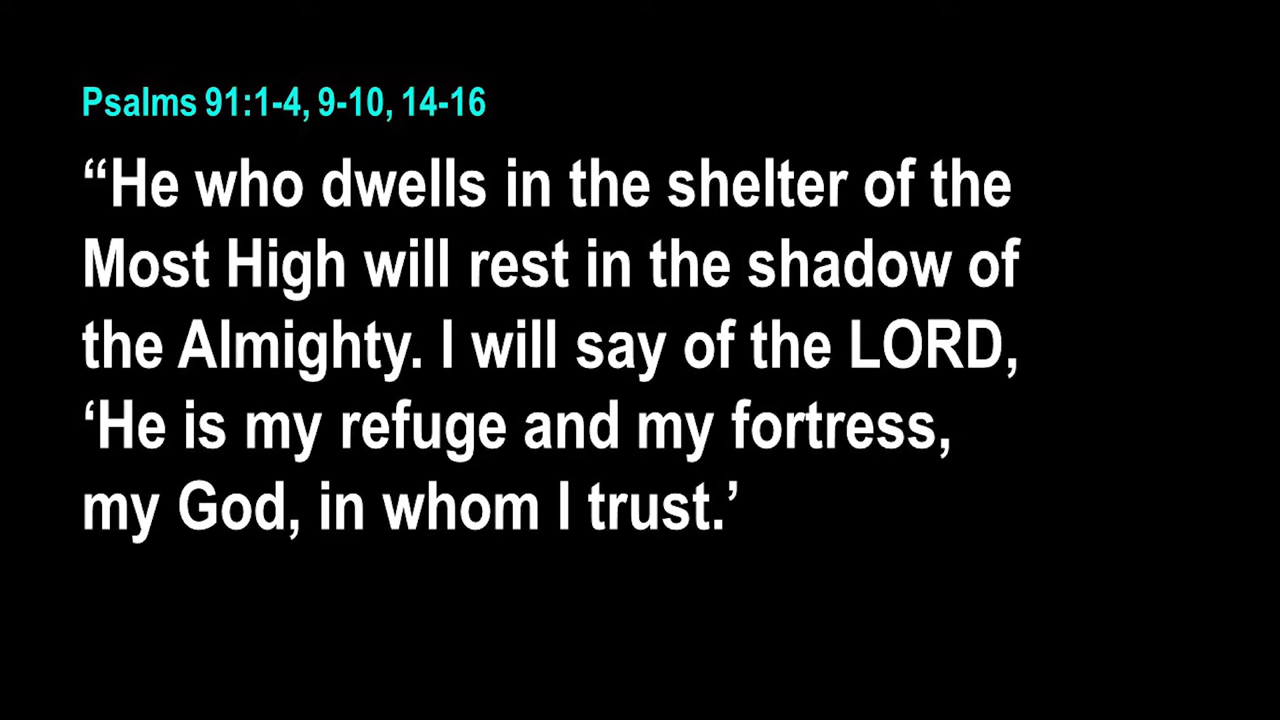 Psalms 91:1-4, 9-10, 14-16
“He who dwells in the shelter of the
Most High will rest in the shadow of
the Almighty. I will say of the LORD,
‘He is my refuge and my fortress,
my God, in whom I trust.’